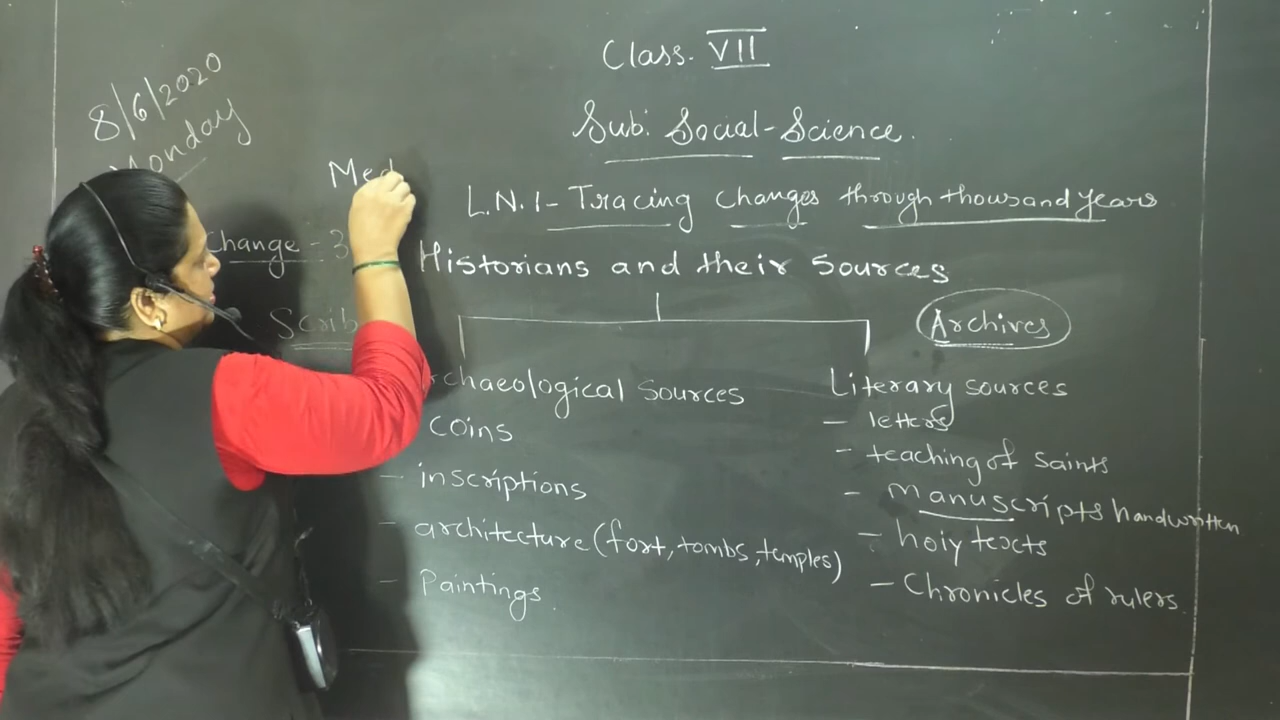 8/6/2020
Monday
Class. VII
Sub: Social-Science.
Med
L.N.1- Tracing Changes through thousand years
Change - 3
Historians and their Sources
Scrib
Archives
rchaeological Sources
coins
- inscriptions
- architecture (fort, tombs, temples)
- Paintings.
Literary sources
- letters
- teaching of saints
- Manuscripts handwritten
- holy texts
- Chronicles of rulers.